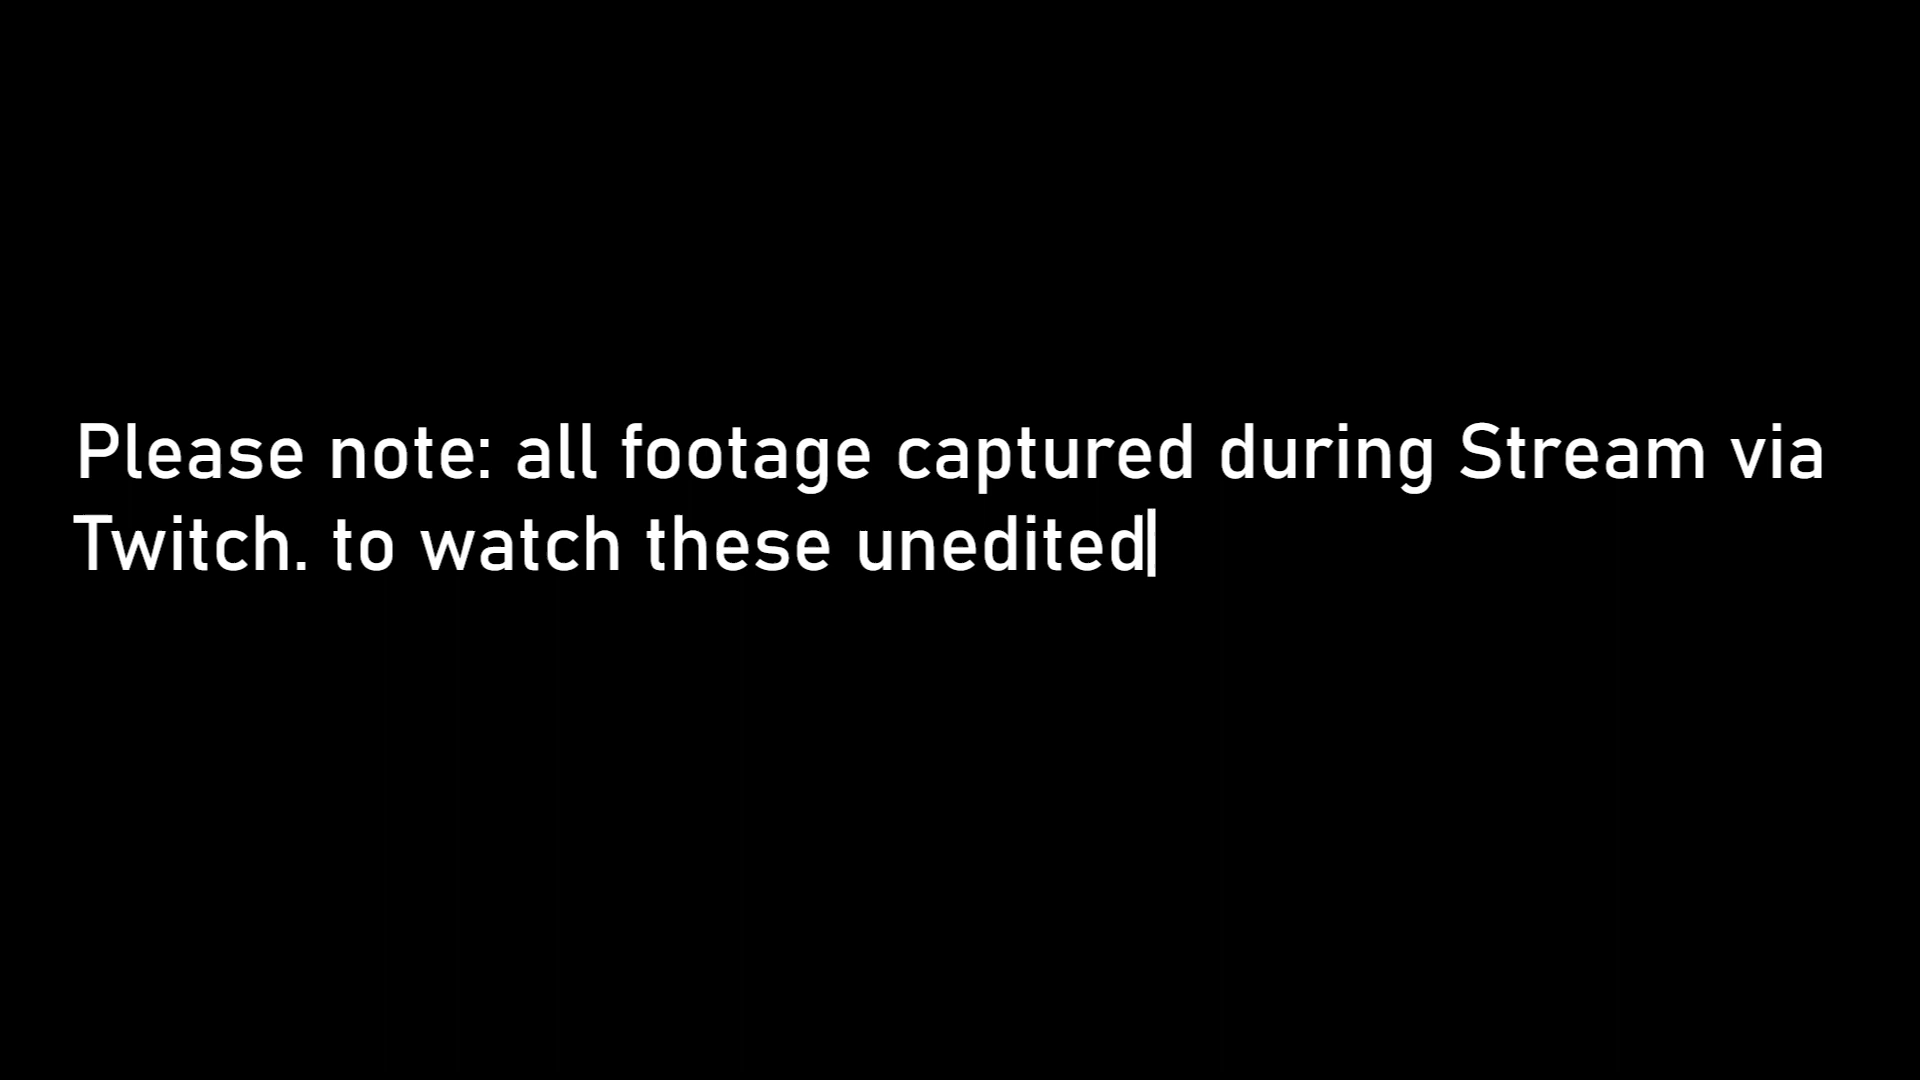 Please note: all footage captured during Stream via
Twitch. to watch these unedited